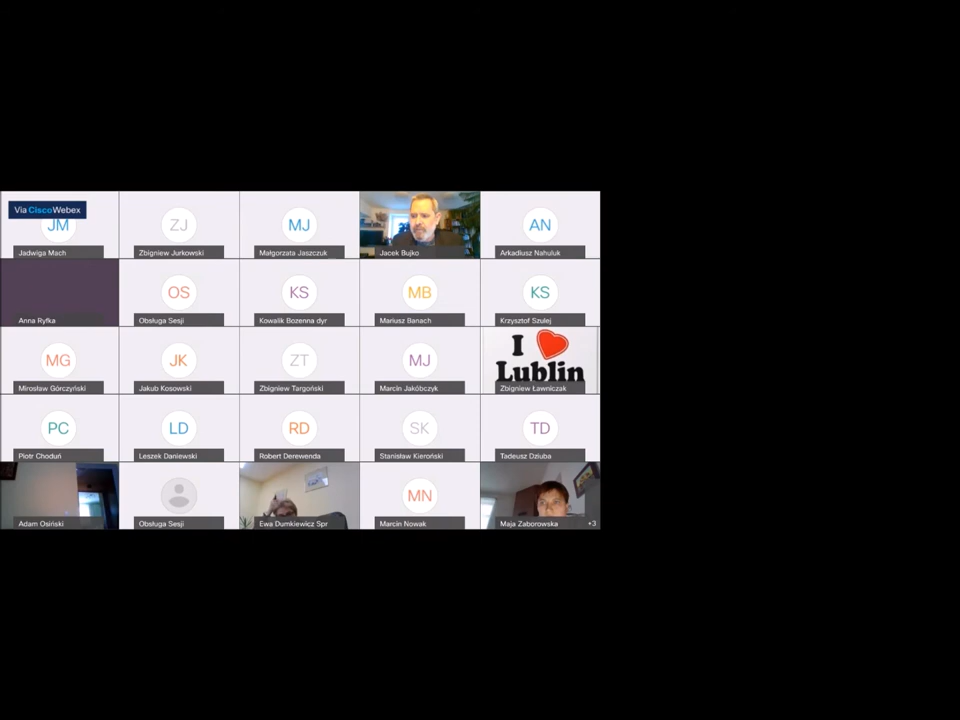 Via Cisco Webex
JM
ZJ
MJ
AN
Jadwiga Mach
Zbigniew Jurkowski
Małgorzata Jaszczuk
Jacek Bujko
Arkadiusz Nahuluk
OS
KS
MB
KS
Anna Ryfka
Obsługa Sesji
Kowalik Bozenna dyr
Mariusz Banach
Krzysztof Szulej
MG
JK
ZT
MJ
I
Lublin
Mirosław Górczyński
Jakub Kosowski
Zbigniew Targoński
Marcin Jakóbczyk
Zbigniew Ławniczak
PC
LD
RD
SK
TD
Piotr Choduń
Leszek Daniewski
Robert Derewenda
Stanisław Kieroński
Tadeusz Dziuba
MN
Adam Osiński
Obsługa Sesji
Ewa Dumkiewicz Spr
Marcin Nowak
Maja Zaborowska
+3